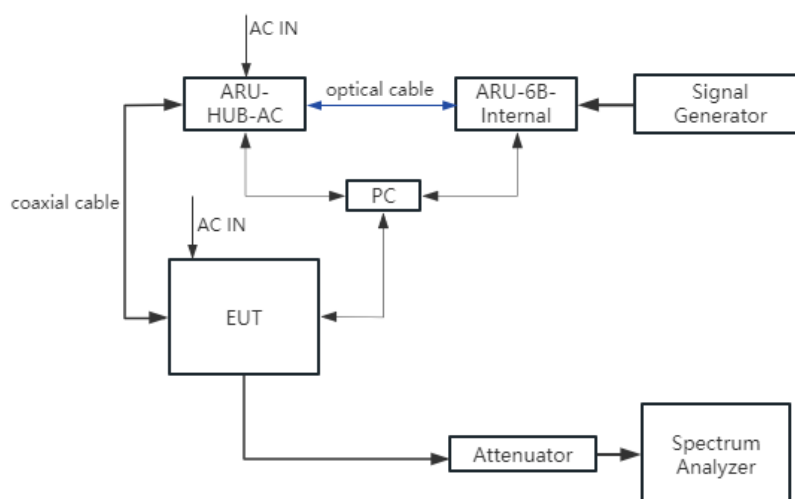 AC IN
ARU-
HUB-AC
optical cable
ARU-6B-
Internal
Signal
Generator
PC
coaxial cable
AC IN
EUT
Attenuator
Spectrum
Analyzer